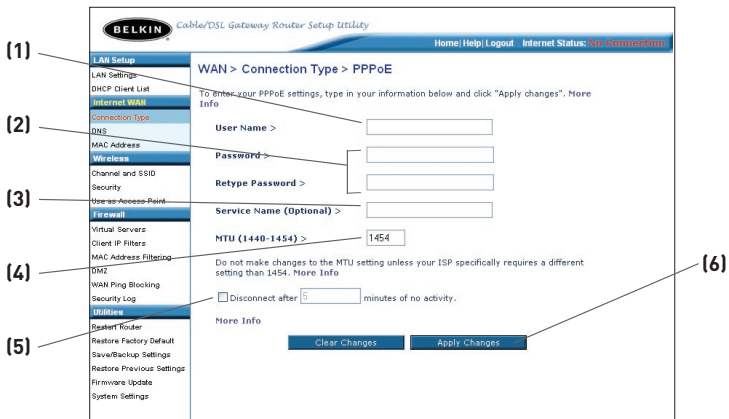 BELKIN
Cable/DSL Gateway Router Setup Utility
Home| Help| Logout Internet Status: No Connection
(1)
(2)
(3)
(4)
(5)
(6)
LAN Setup
LAN Settings
DHCP Client List
Internet WAN
Connection Type
DNS
MAC Address
Wireless
Channel and SSID
Security
Use as Access Point
Firewall
Virtual Servers
Client IP Filters
MAC Address Filtering
DMZ
WAN Ping Blocking
Security Log
Utilities
Restart Router
Restore Factory Default
Save/Backup Settings
Restore Previous Settings
Firmware Update
System Settings
WAN > Connection Type > PPPoE
To enter your PPPoE settings, type in your information below and click "Apply changes". More
Info
User Name >
Password >
Retype Password >
Service Name (Optional) >
MTU (1440-1454) > 1454
Do not make changes to the MTU setting unless your ISP specifically requires a different
setting than 1454. More Info
Disconnect after 5 minutes of no activity.
More Info
Clear Changes Apply Changes